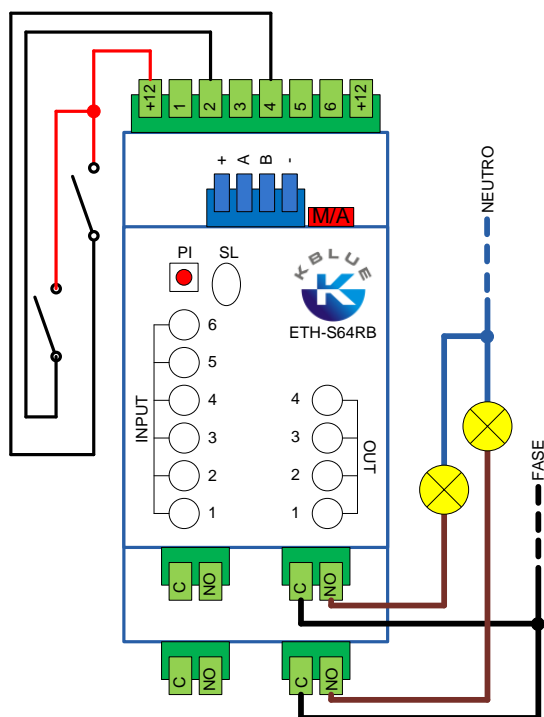 +12 1 2 3 4 5 6 +12
+ A B -
M/A
PI SL
KBLUE
K
ETH-S64RB
NEUTRO
FASE
INPUT
6
5
4
3
2
1
OUT
4
3
2
1
C NO C NO
C NO C NO